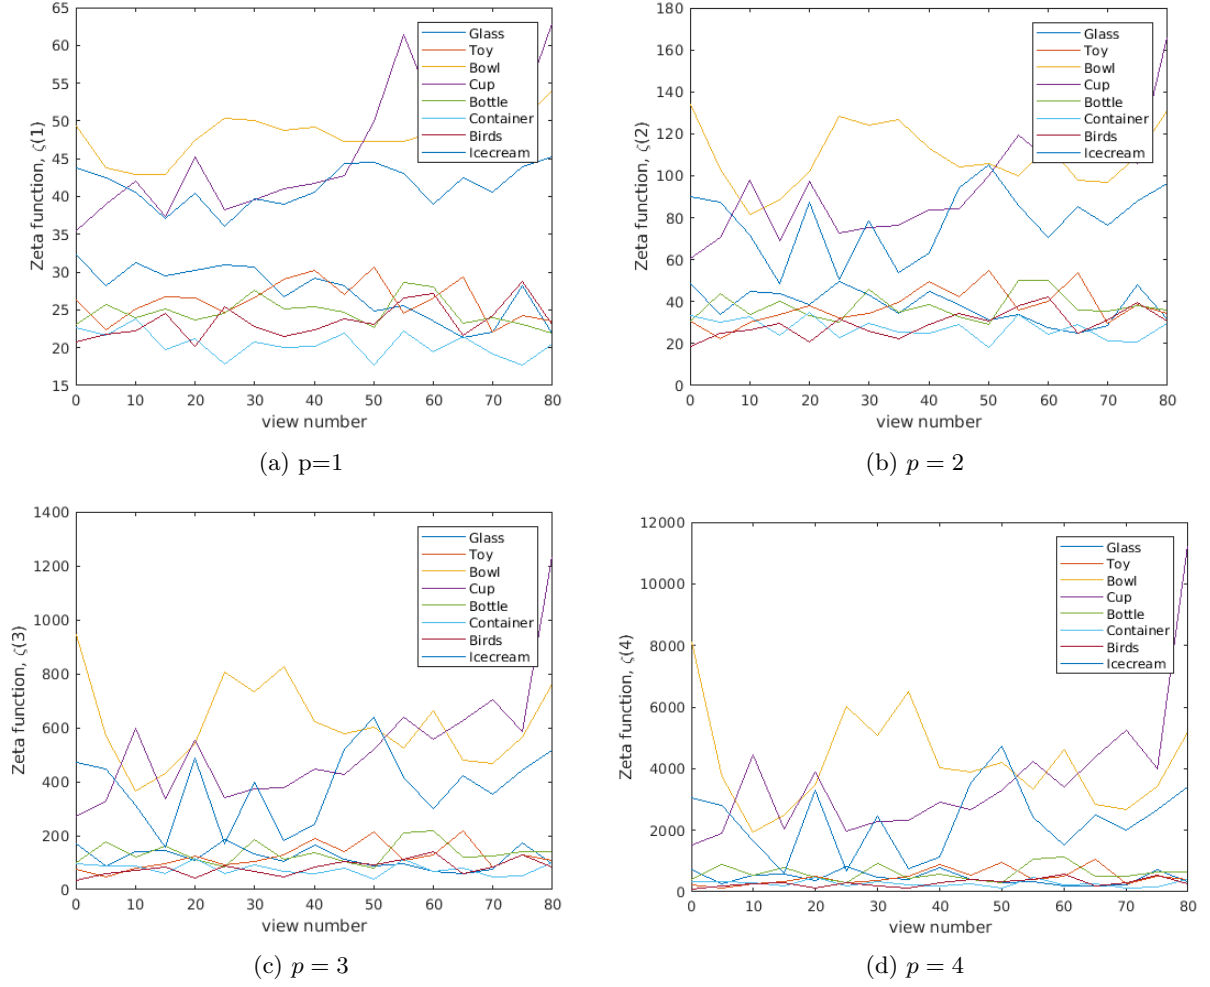 65
60
55
50
45
40
35
30
25
20
15
Zeta function, ζ(1)
0 10 20 30 40 50 60 70 80
view number
Glass
Toy
Bowl
Cup
Bottle
Container
Birds
Icecream
(a) p=1
180
160
140
120
100
80
60
40
20
0
Zeta function, ζ(2)
0 10 20 30 40 50 60 70 80
view number
Glass
Toy
Bowl
Cup
Bottle
Container
Birds
Icecream
(b) p = 2
1400
1200
1000
800
600
400
200
0
Zeta function, ζ(3)
0 10 20 30 40 50 60 70 80
view number
Glass
Toy
Bowl
Cup
Bottle
Container
Birds
Icecream
(c) p = 3
12000
10000
8000
6000
4000
2000
0
Zeta function, ζ(4)
0 10 20 30 40 50 60 70 80
view number
Glass
Toy
Bowl
Cup
Bottle
Container
Birds
Icecream
(d) p = 4